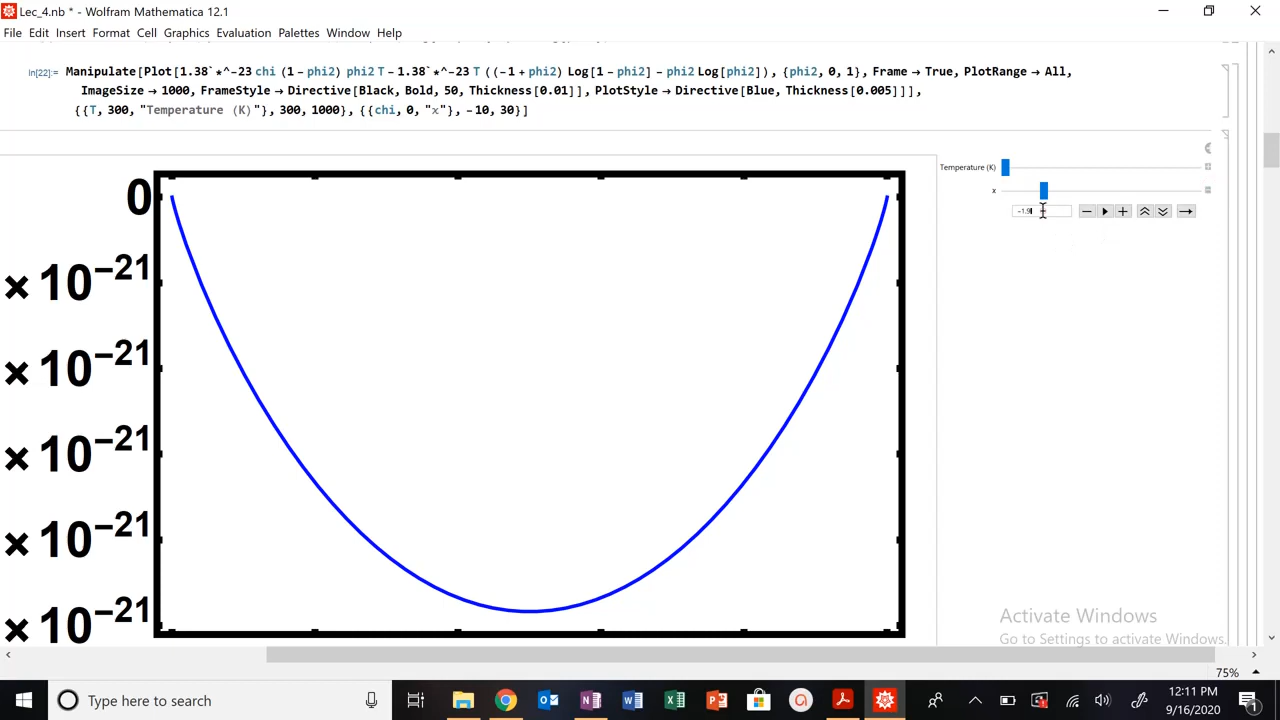 Lec_4.nb * - Wolfram Mathematica 12.1
File Edit Insert Format Cell Graphics Evaluation Palettes Window Help
In[22]:= Manipulate[Plot[1.38`*^-23 chi (1 - phi2) phi2 T - 1.38`*^-23 T ((-1 + phi2) Log[1 - phi2] - phi2 Log[phi2]), {phi2, 0, 1}, Frame → True, PlotRange → All,
ImageSize → 1000, FrameStyle → Directive[Black, Bold, 50, Thickness[0.01]], PlotStyle → Directive[Blue, Thickness[0.005]]],
{{T, 300, "Temperature (K)"}, 300, 1000}, {{chi, 0, "χ"}, -10, 30}]
Temperature (K)
χ
-1.9
0
× 10^-21
× 10^-21
× 10^-21
× 10^-21
× 10^-21
Activate Windows
Go to Settings to activate Windows.
75%
Type here to search
12:11 PM
9/16/2020
1